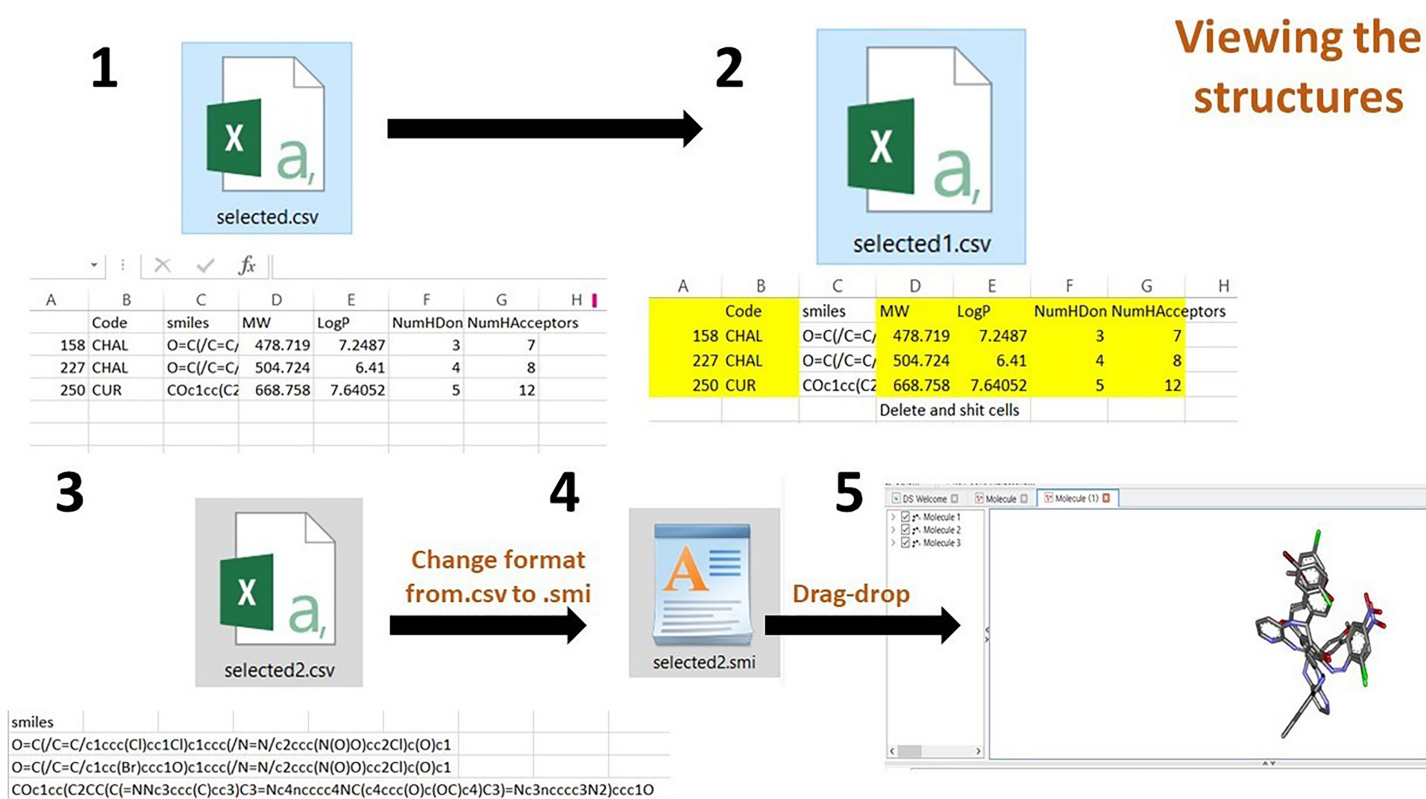 Viewing the
structures
1
2
selected.csv
selected1.csv
fx
A B C D E F G H
Code smiles MW LogP NumHDon NumHAcceptors
158 CHAL O=C(/C=C/ 478.719 7.2487 3 7
227 CHAL O=C(/C=C/ 504.724 6.41 4 8
250 CUR COc1cc(C2 668.758 7.64052 5 12
A B C D E F G H
Code smiles MW LogP NumHDon NumHAcceptors
158 CHAL O=C(/C=C/ 478.719 7.2487 3 7
227 CHAL O=C(/C=C/ 504.724 6.41 4 8
250 CUR COc1cc(C2 668.758 7.64052 5 12
Delete and shit cells
3
4
5
selected2.csv
Change format
from.csv to .smi
selected2.smi
Drag-drop
DS Welcome Molecule Molecule (1)
Molecule 1
Molecule 2
Molecule 3
smiles
O=C(/C=C/c1ccc(Cl)cc1Cl)c1ccc(/N=N/c2ccc(N(O)O)cc2Cl)c(O)c1
O=C(/C=C/c1cc(Br)ccc1O)c1ccc(/N=N/c2ccc(N(O)O)cc2Cl)c(O)c1
COc1cc(C2CC(C(=NNc3ccc(C)cc3)C3=Nc4ncccc4NC(c4ccc(O)c(OC)c4)C3)=Nc3ncccc3N2)ccc1O